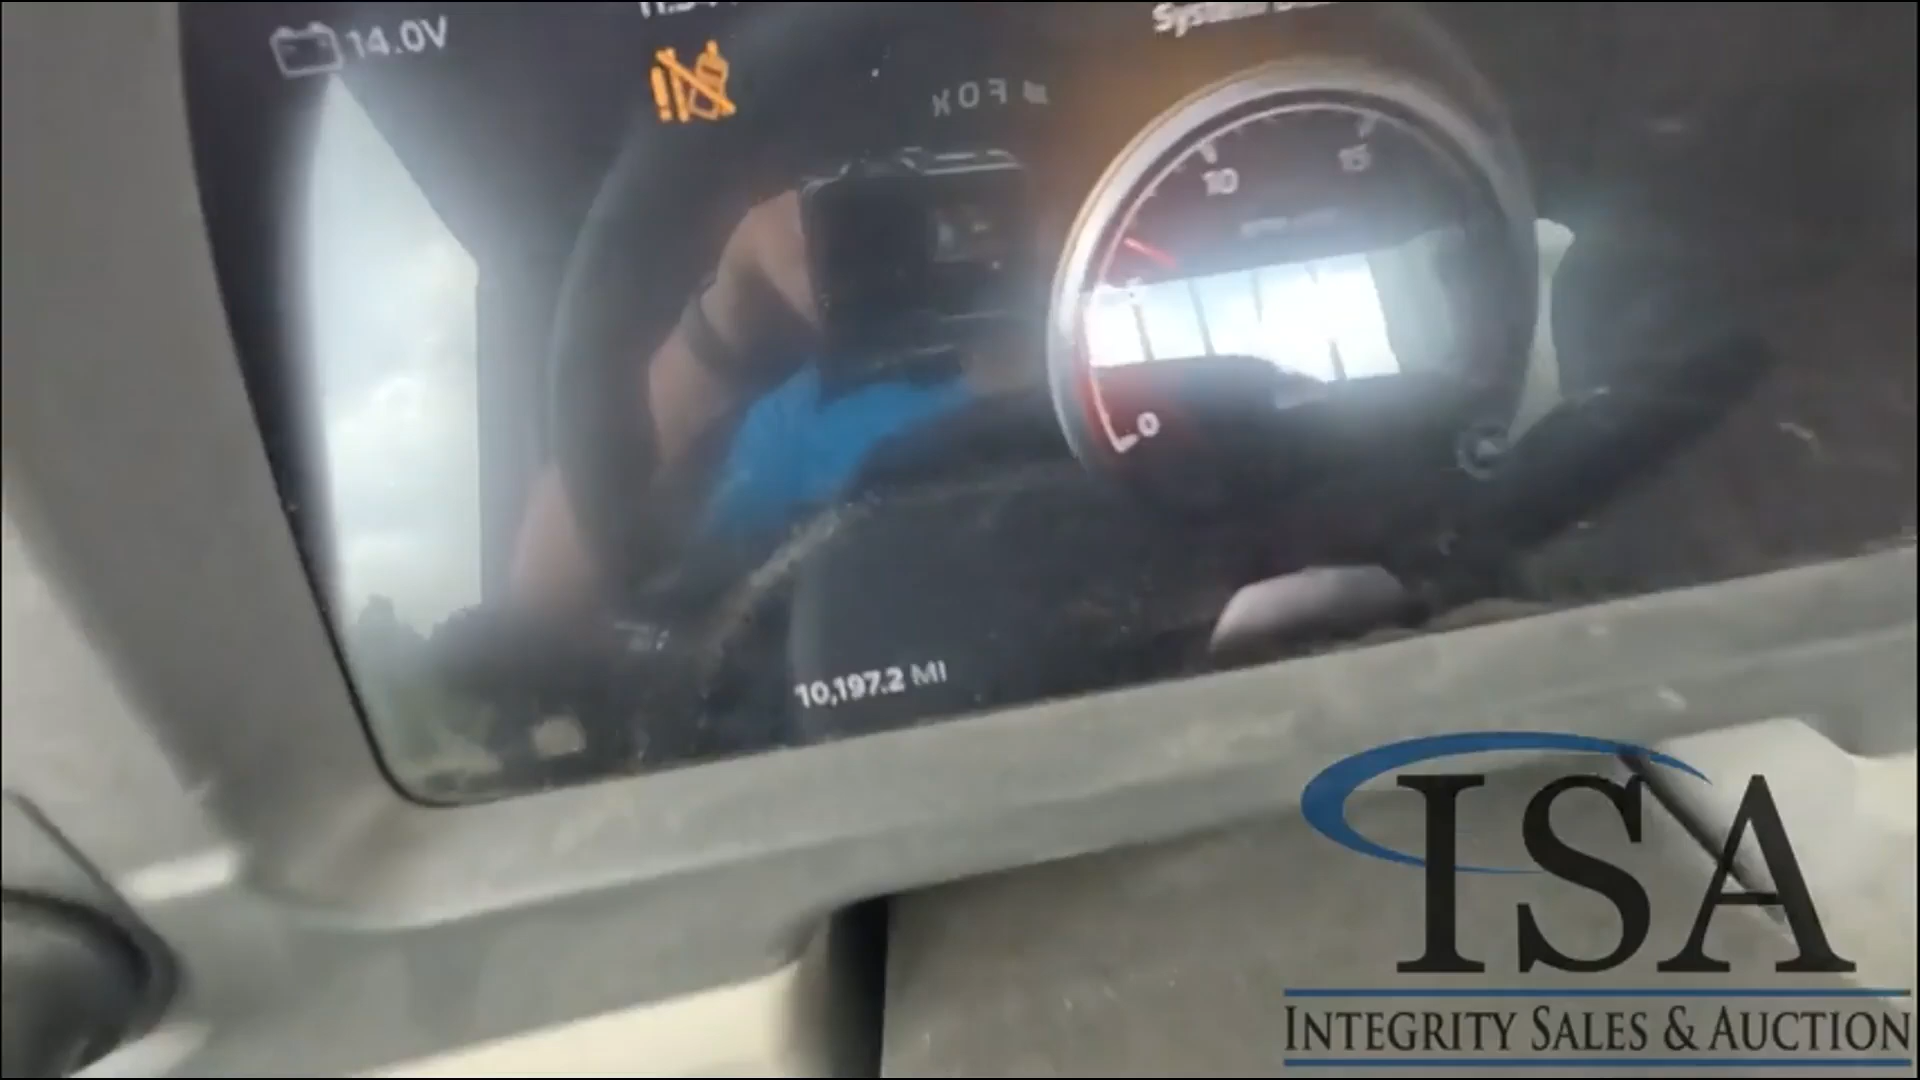 14.0V
10
15
0
10,197.2 MI
ISA
INTEGRITY SALES & AUCTION